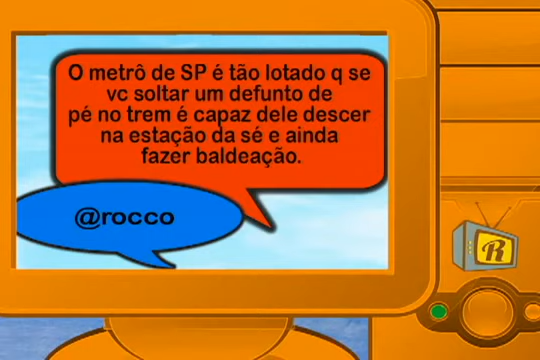 O metrô de SP é tão lotado q se
vc soltar um defunto de
pé no trem é capaz dele descer
na estação da sé e ainda
fazer baldeação.
@rocco
R